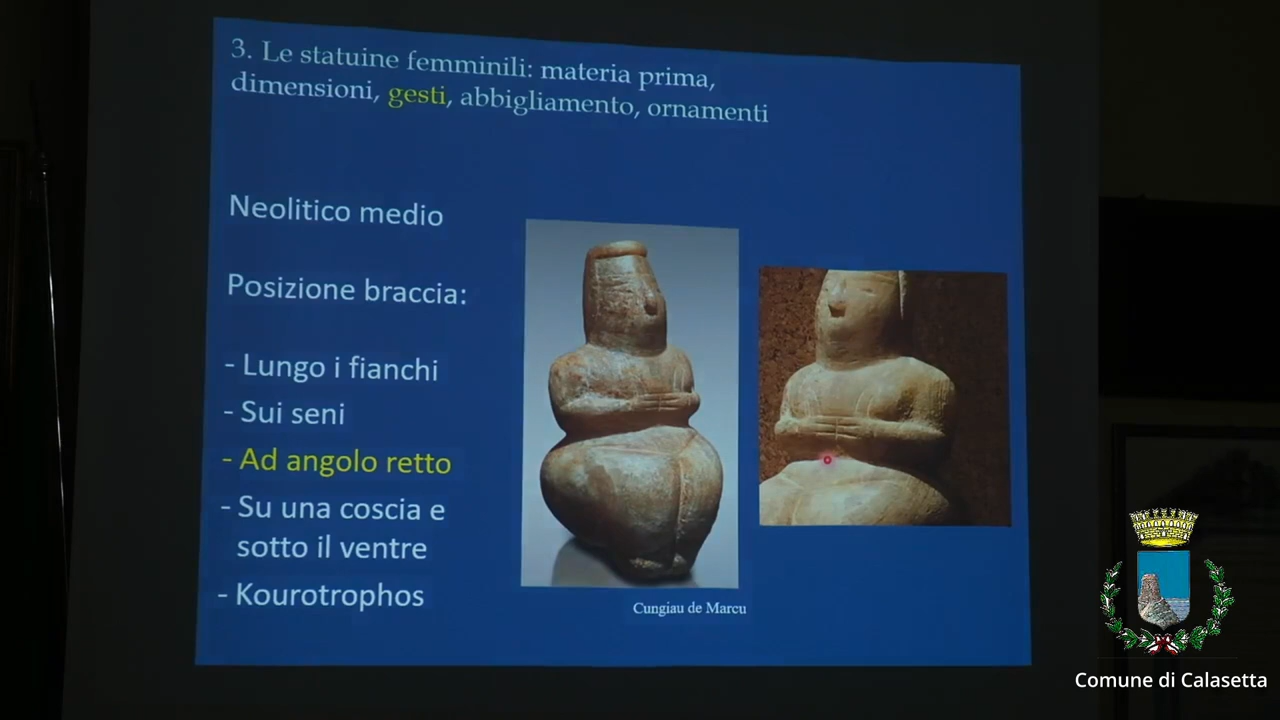 3. Le statuine femminili: materia prima,
dimensioni, gesti, abbigliamento, ornamenti
Neolitico medio
Posizione braccia:
- Lungo i fianchi
- Sui seni
- Ad angolo retto
- Su una coscia e
sotto il ventre
- Kourotrophos
Cungiau de Marcu
Comune di Calasetta